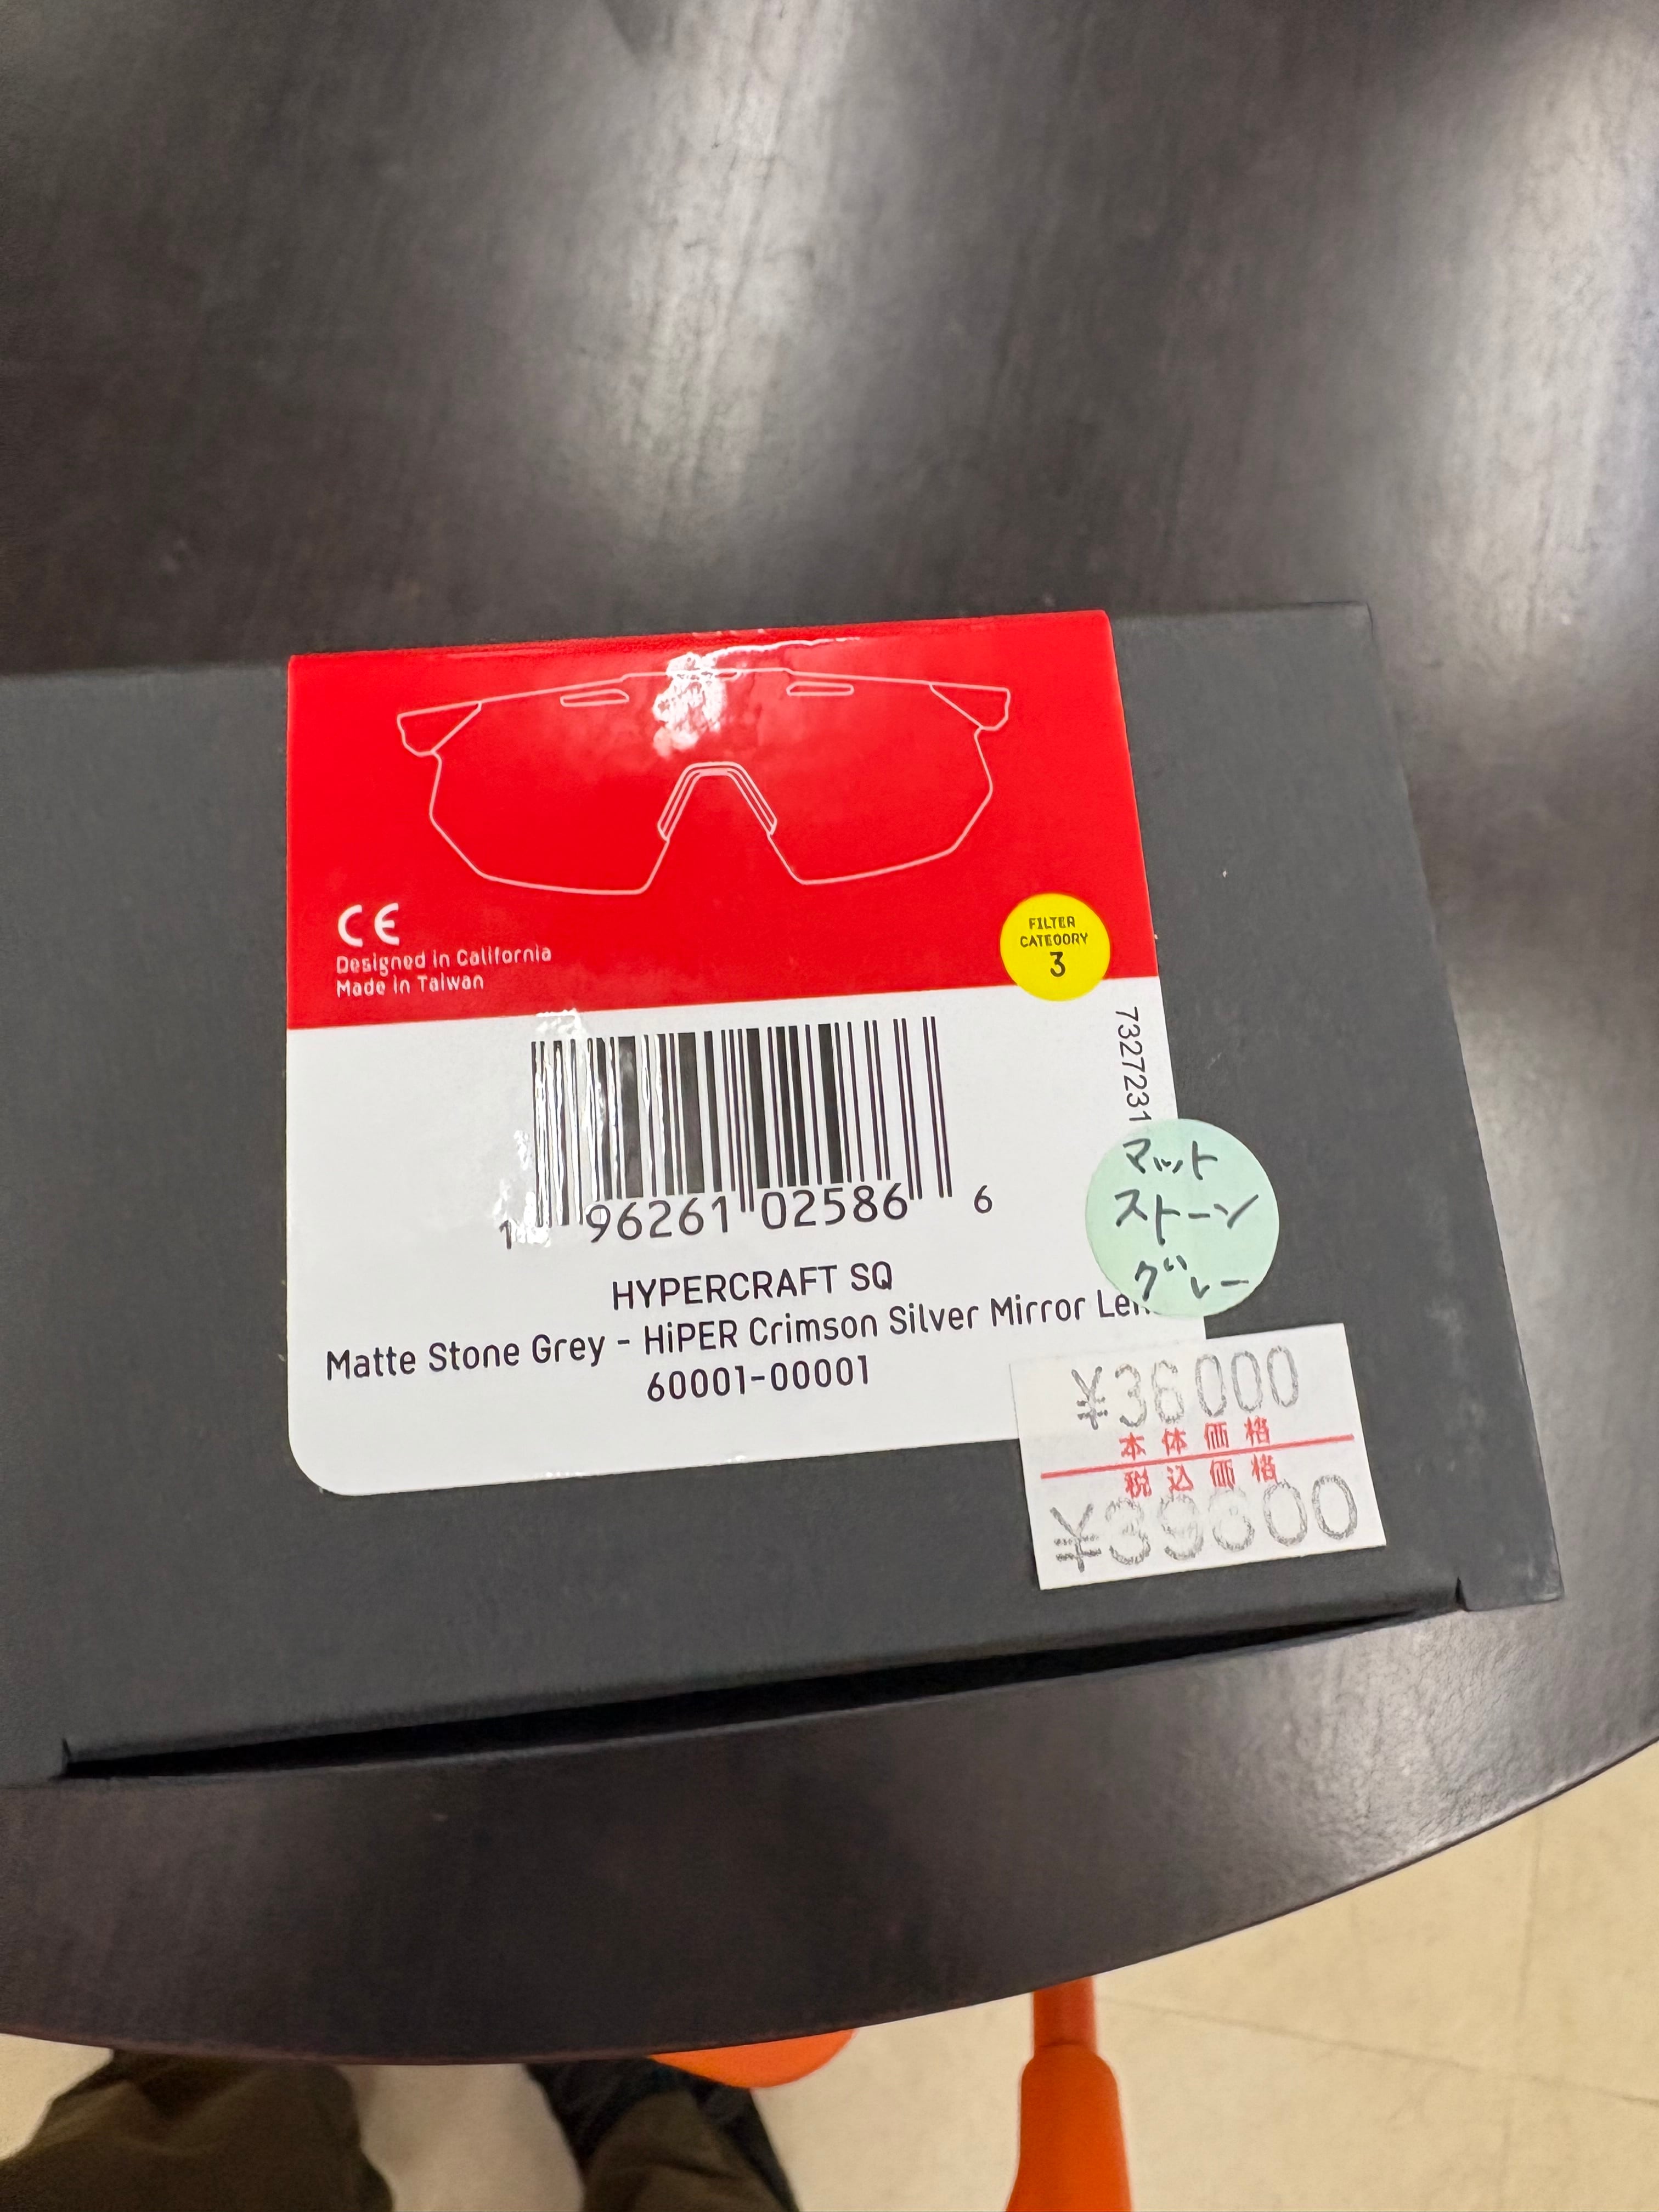 CE
Designed in California
Made in Taiwan
FILTER
CATEGORY
3
7327231
1 96261 02586 6
マット
ストーン
グレー
HYPERCRAFT SQ
Matte Stone Grey - HiPER Crimson Silver Mirror
60001-00001
¥36000
本体価格
税込価格
¥39600